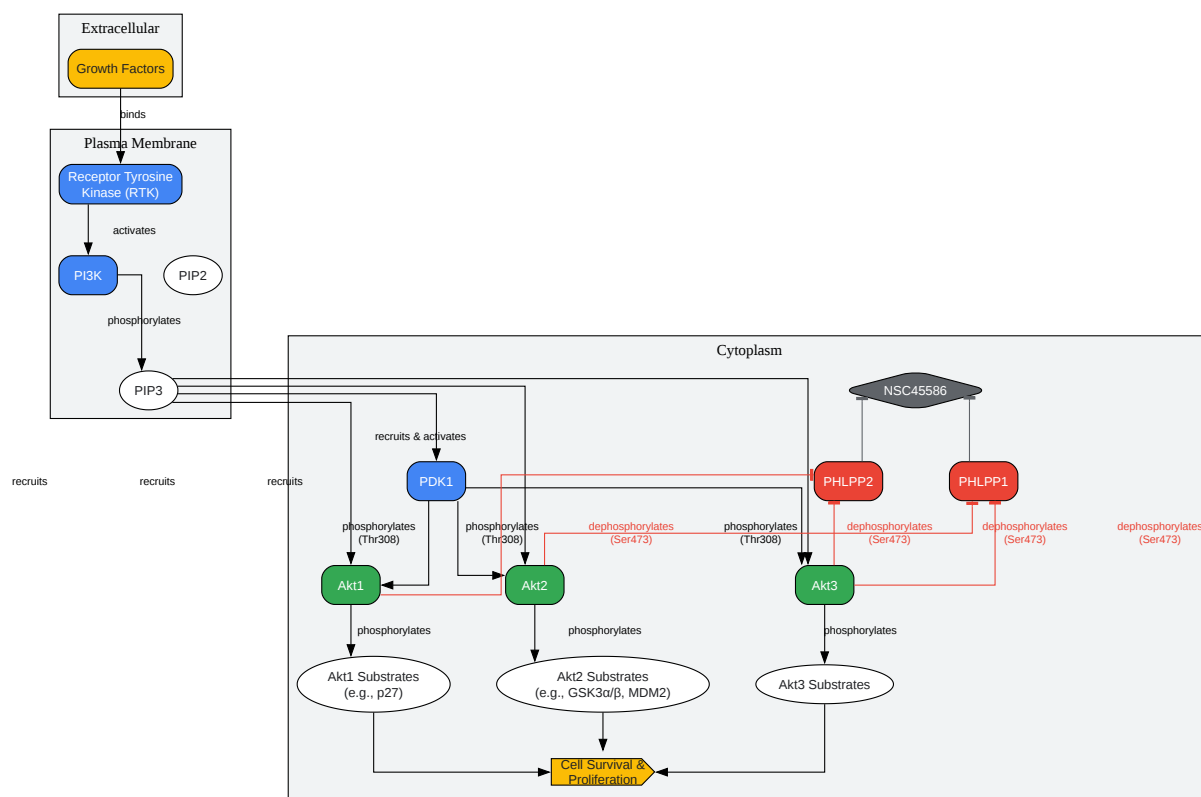 Extracellular
Growth Factors
binds
Plasma Membrane
Receptor Tyrosine
Kinase (RTK)
activates
PI3K
PIP2
phosphorylates
Cytoplasm
PIP3
NSC45586
recruits & activates
recruits
recruits
recruits
PDK1
PHLPP2
PHLPP1
phosphorylates
(Thr308)
phosphorylates
(Thr308)
dephosphorylates
(Ser473)
phosphorylates
(Thr308)
dephosphorylates
(Ser473)
dephosphorylates
(Ser473)
dephosphorylates
(Ser473)
Akt1
Akt2
Akt3
phosphorylates
phosphorylates
phosphorylates
Akt1 Substrates
(e.g., p27)
Akt2 Substrates
(e.g., GSK3α/β, MDM2)
Akt3 Substrates
Cell Survival &
Proliferation